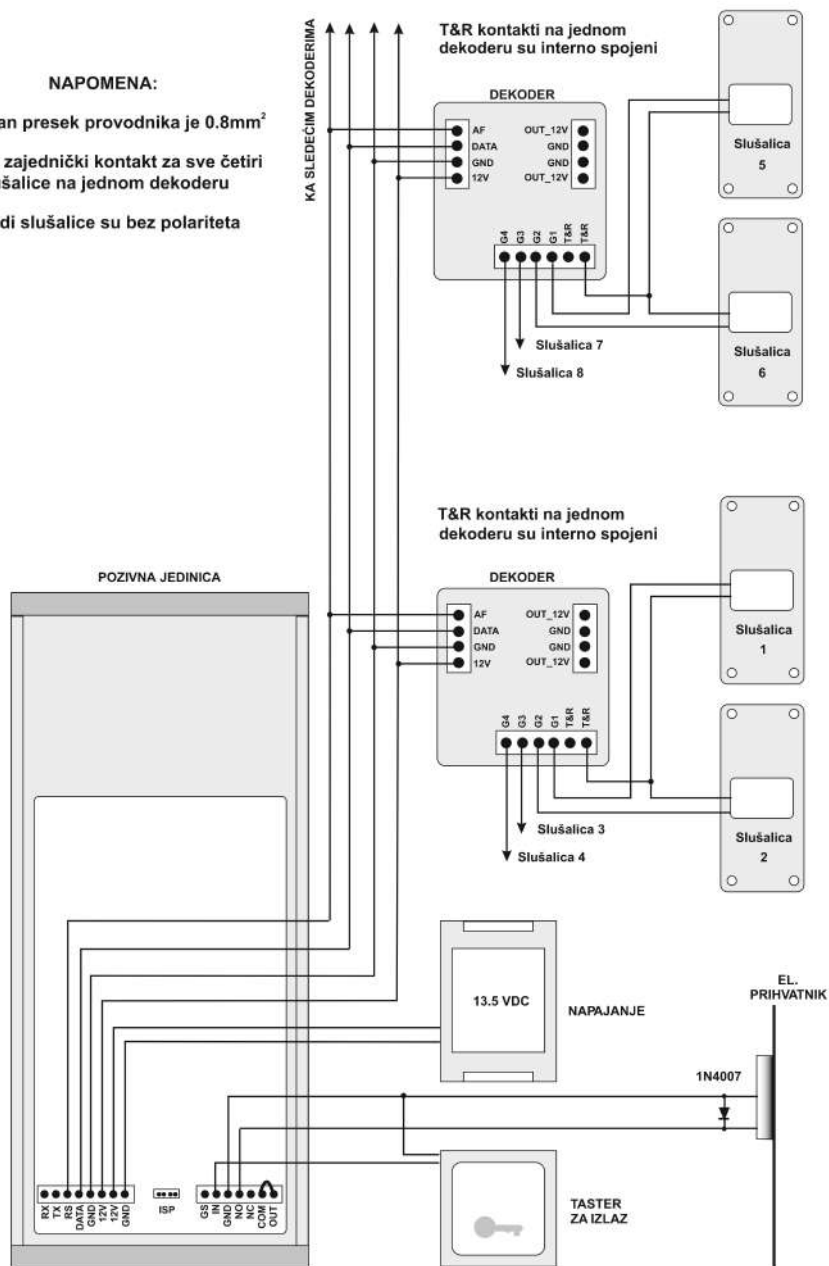 NAPOMENA:
presek provodnika je 0.8mm²
zajednički kontakt za sve četiri
na jednom dekoderu
slušalice su bez polariteta
KA SLEDEĆIM DEKODERIMA
T&R kontakti na jednom
dekoderu su interno spojeni
DEKODER
AF
DATA
GND
12V
OUT_12V
GND
GND
OUT_12V
G4
G3
G2
G1
T&R
T&R
Slušalica 7
Slušalica 8
Slušalica
5
Slušalica
6
T&R kontakti na jednom
dekoderu su interno spojeni
DEKODER
AF
DATA
GND
12V
OUT_12V
GND
GND
OUT_12V
G4
G3
G2
G1
T&R
T&R
Slušalica 3
Slušalica 4
Slušalica
1
Slušalica
2
POZIVNA JEDINICA
RX
TX
RS
DATA
GND
12V
12V
GND
ISP
GS
IN
GND
NO
NC
COM
OUT
13.5 VDC
NAPAJANJE
EL.
PRIHVATNIK
1N4007
TASTER
ZA IZLAZ